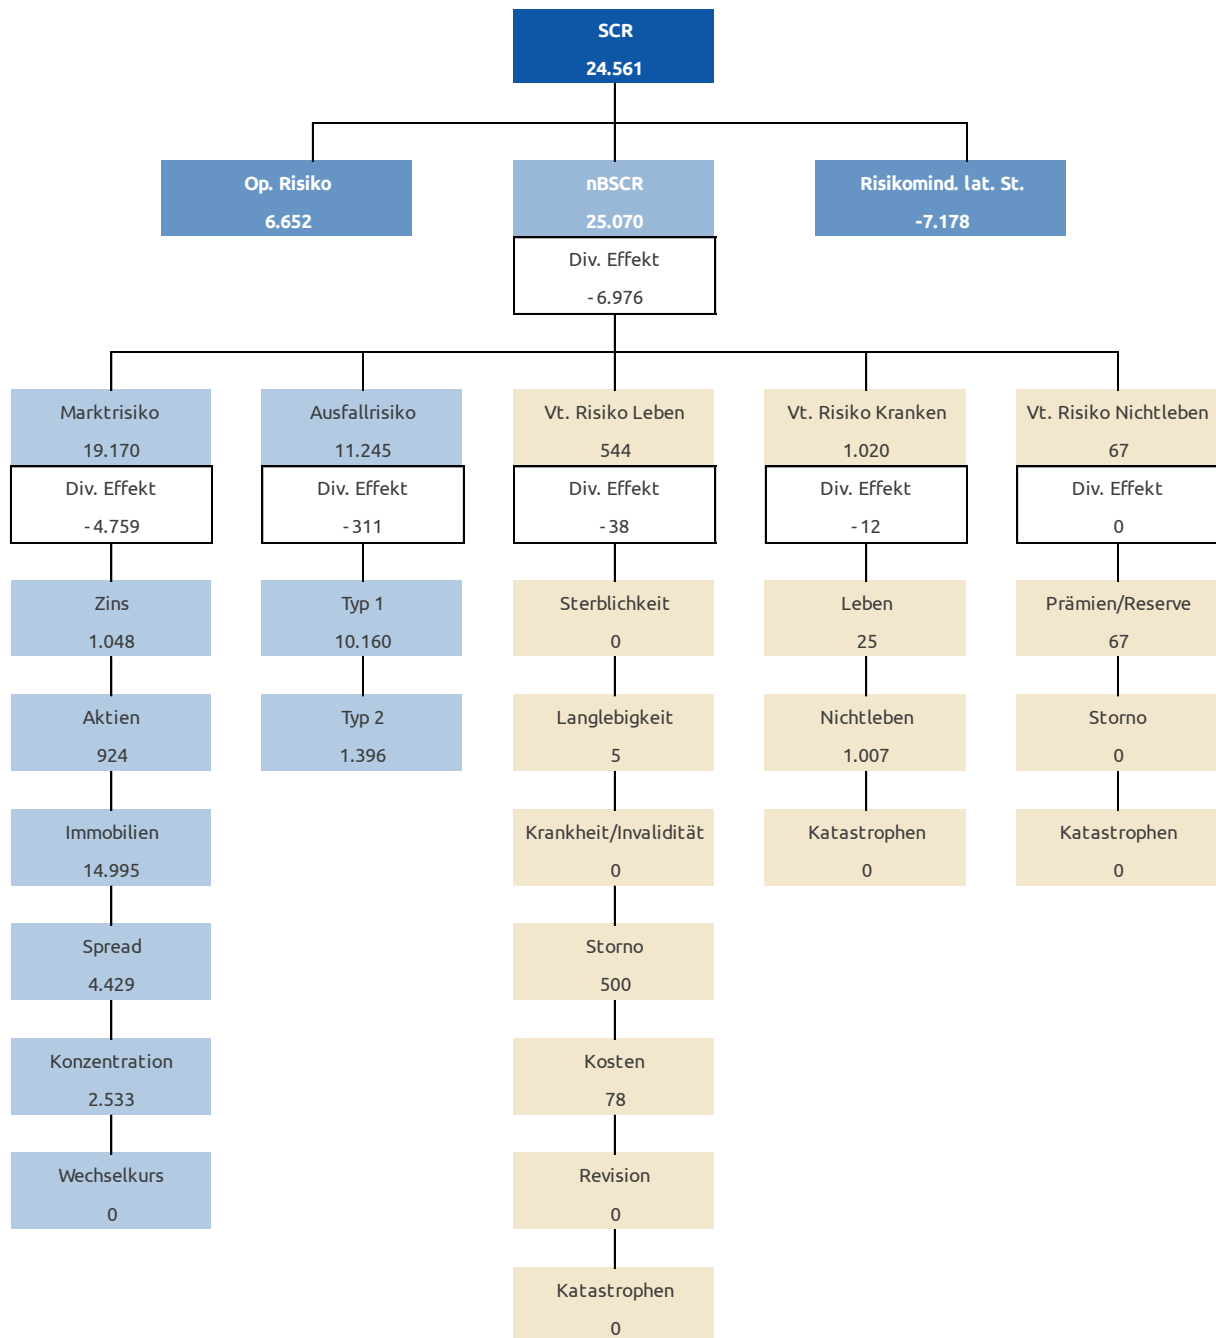 SCR
24.561
Op. Risiko
6.652
nBSCR
25.070
Risikomind. lat. St.
-7.178
Div. Effekt
-6.976
Marktrisiko
19.170
Div. Effekt
-4.759
Zins
1.048
Aktien
924
Immobilien
14.995
Spread
4.429
Konzentration
2.533
Wechselkurs
0
Ausfallrisiko
11.245
Div. Effekt
-311
Typ 1
10.160
Typ 2
1.396
Vt. Risiko Leben
544
Div. Effekt
-38
Sterblichkeit
0
Langlebigkeit
5
Krankheit/Invalidität
0
Storno
500
Kosten
78
Revision
0
Katastrophen
0
Vt. Risiko Kranken
1.020
Div. Effekt
-12
Leben
25
Nichtleben
1.007
Katastrophen
0
Vt. Risiko Nichtleben
67
Div. Effekt
0
Prämien/Reserve
67
Storno
0
Katastrophen
0